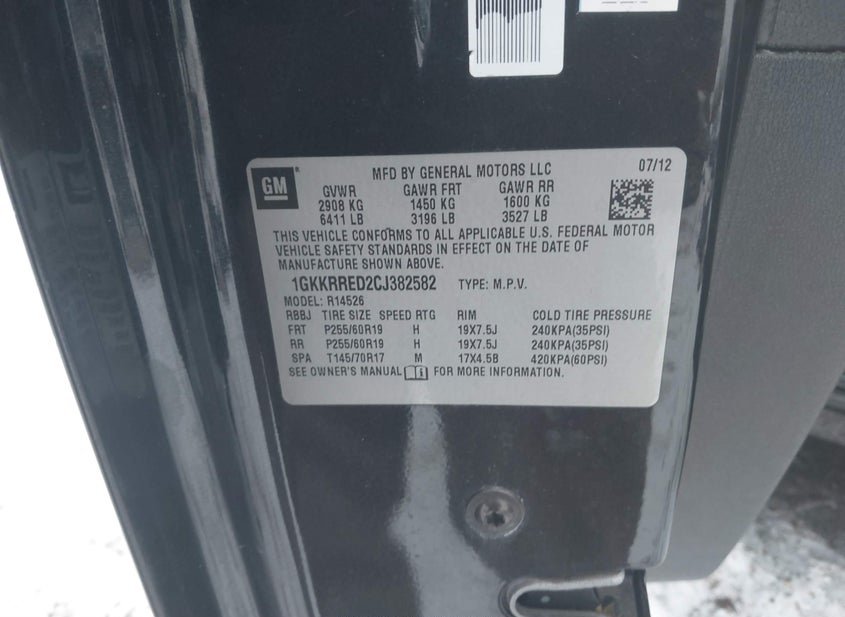 GM
MFD BY GENERAL MOTORS LLC 07/12
GVWR GAWR FRT GAWR RR
2908 KG 1450 KG 1600 KG
6411 LB 3196 LB 3527 LB
THIS VEHICLE CONFORMS TO ALL APPLICABLE U.S. FEDERAL MOTOR
VEHICLE SAFETY STANDARDS IN EFFECT ON THE DATE OF
MANUFACTURE SHOWN ABOVE.
1GKKRRED2CJ382582 TYPE: M.P.V.
MODEL: R14526
RBBJ TIRE SIZE SPEED RTG RIM COLD TIRE PRESSURE
FRT P255/60R19 H 19X7.5J 240KPA(35PSI)
RR P255/60R19 H 19X7.5J 240KPA(35PSI)
SPA T145/70R17 M 17X4.5B 420KPA(60PSI)
SEE OWNER'S MANUAL FOR MORE INFORMATION.